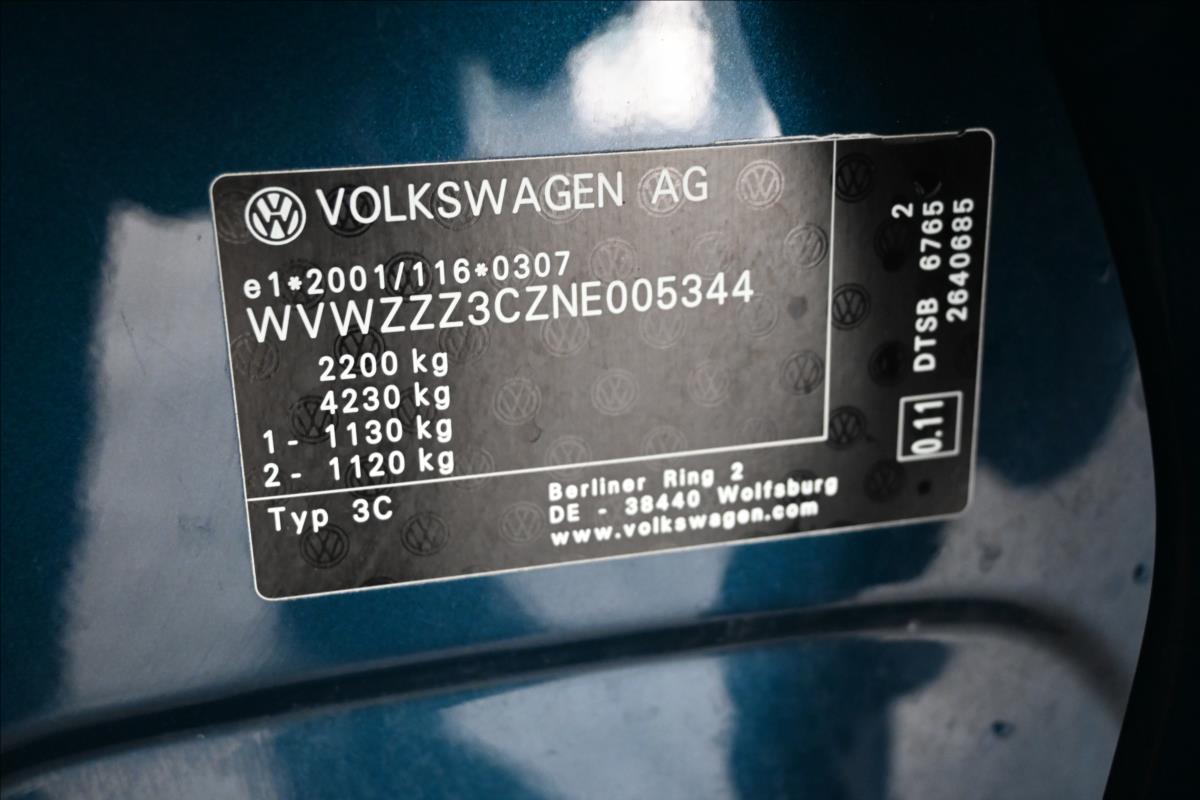 VOLKSWAGEN AG
e1*2001/116*0307
WVWZZZ3CZNE005344
2200 kg
4230 kg
1 - 1130 kg
2 - 1120 kg
Typ 3C
Berliner Ring 2
DE - 38440 Wolfsburg
www.volkswagen.com
2
DTSB 6765
2640685
0.11